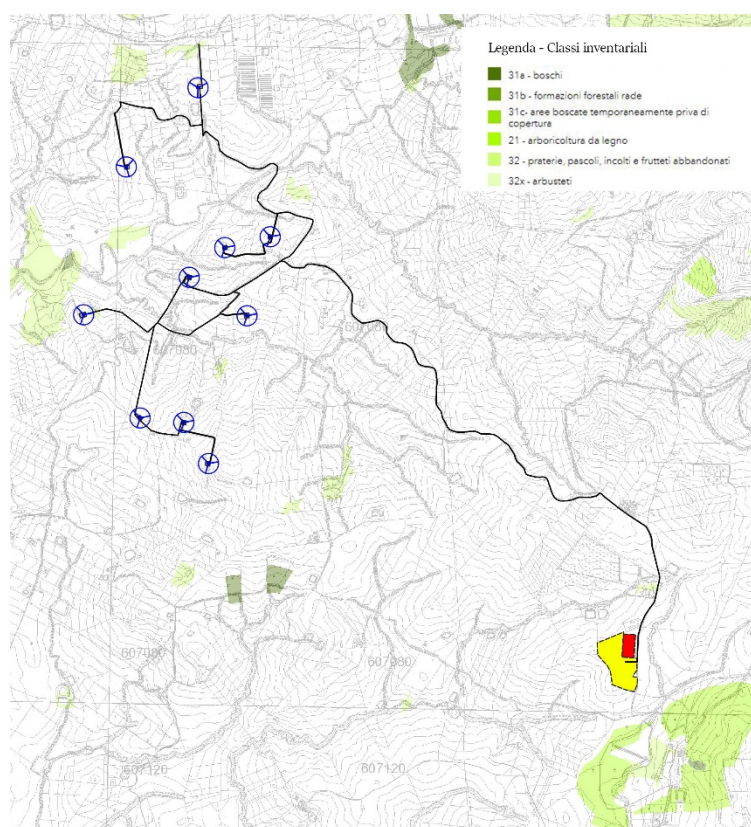 Legenda - Classi inventariali
31a - boschi
31b - formazioni forestali rade
31c- aree boscate temporaneamente priva di
copertura
21 - arboricoltura da legno
32 - praterie, pascoli, incolti e frutteti abbandonati
32x - arbusteti
607080
607080
607080
607080
607120
607120